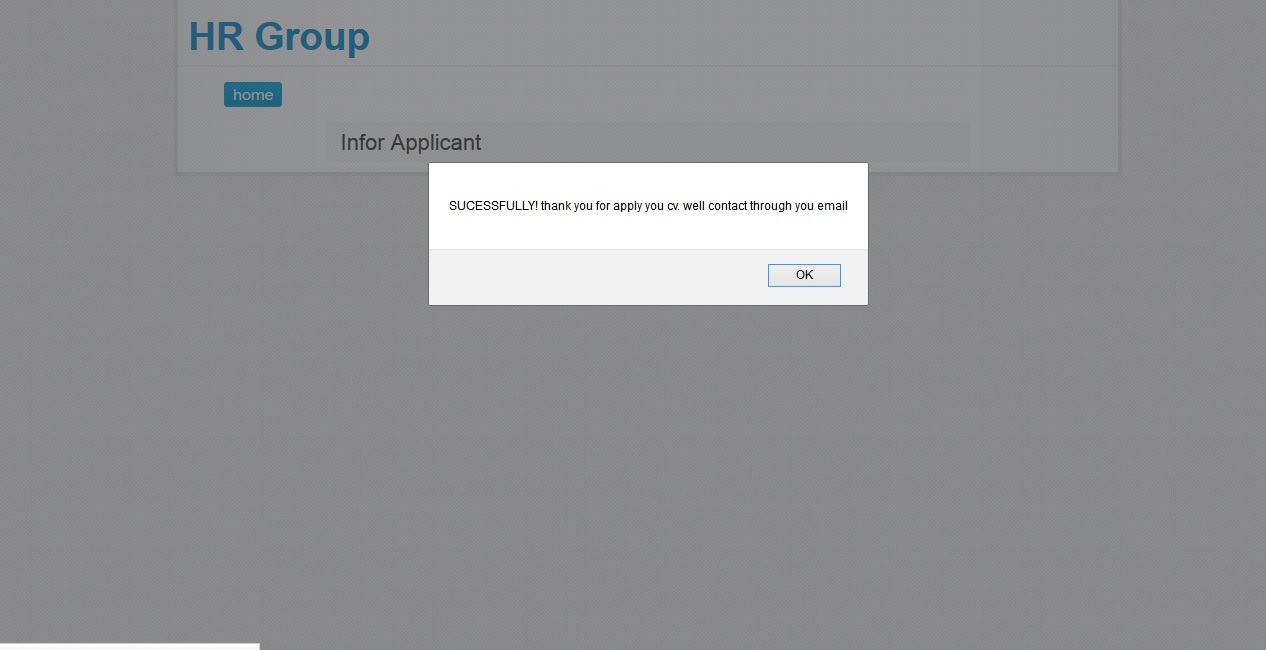 HR Group
home
Infor Applicant
SUCESSFULLY! thank you for apply you cv. well contact through you email
OK